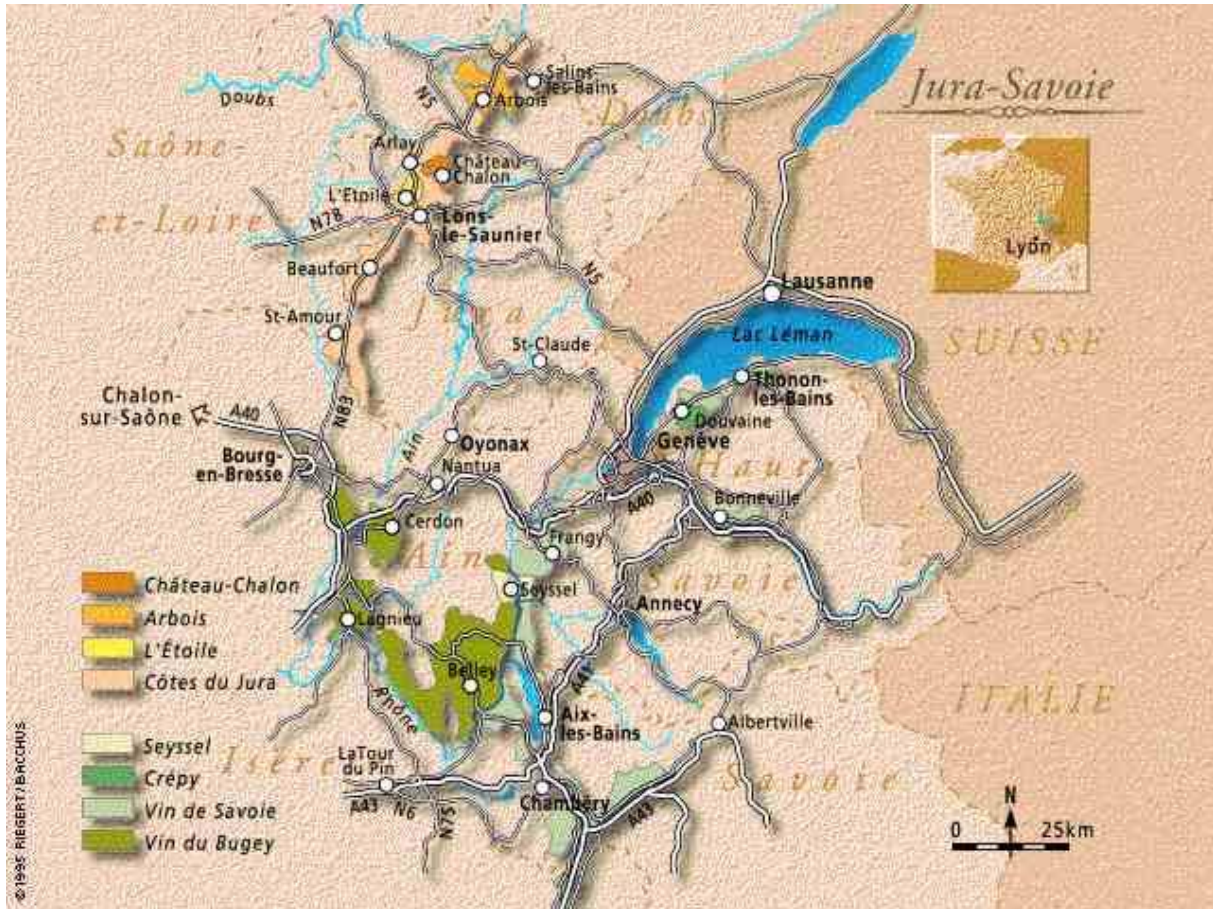 Jura-Savoie
Doubs
N5
Salins-
les-Bains
Arbois
Doubs
Saône-
et-Loire
Arlay
Château
Chalon
L'Etoile
N78
Lons-
le-Saunier
Lyon
Beaufort
N5
Lausanne
Jura
St-Amour
Lac Léman
SUISSE
St-Claude
Thonon-
les-Bains
Chalon-
sur-Saône
A40
N83
Douvaine
Genève
Ain
Oyonax
Bourg-
en-Bresse
Nantua
Haute-
A40
Bonneville
Cerdon
Ain
Frangy
Savoie
Châteaû-Chalon
Seyssel
Annecy
Arbois
Lagnieu
L'Étoile
Belley
A41
Côtes du Jura
Rhône
ITALIE
Aix-
les-Bains
Albertville
Seyssel
Isère
LaTour
du Pin
Savoie
Crépy
Chambéry
A43
N6
N75
A43
Vin de Savoie
N
0 25km
Vin du Bugey
©1995 RIEGERT/BACCHUS